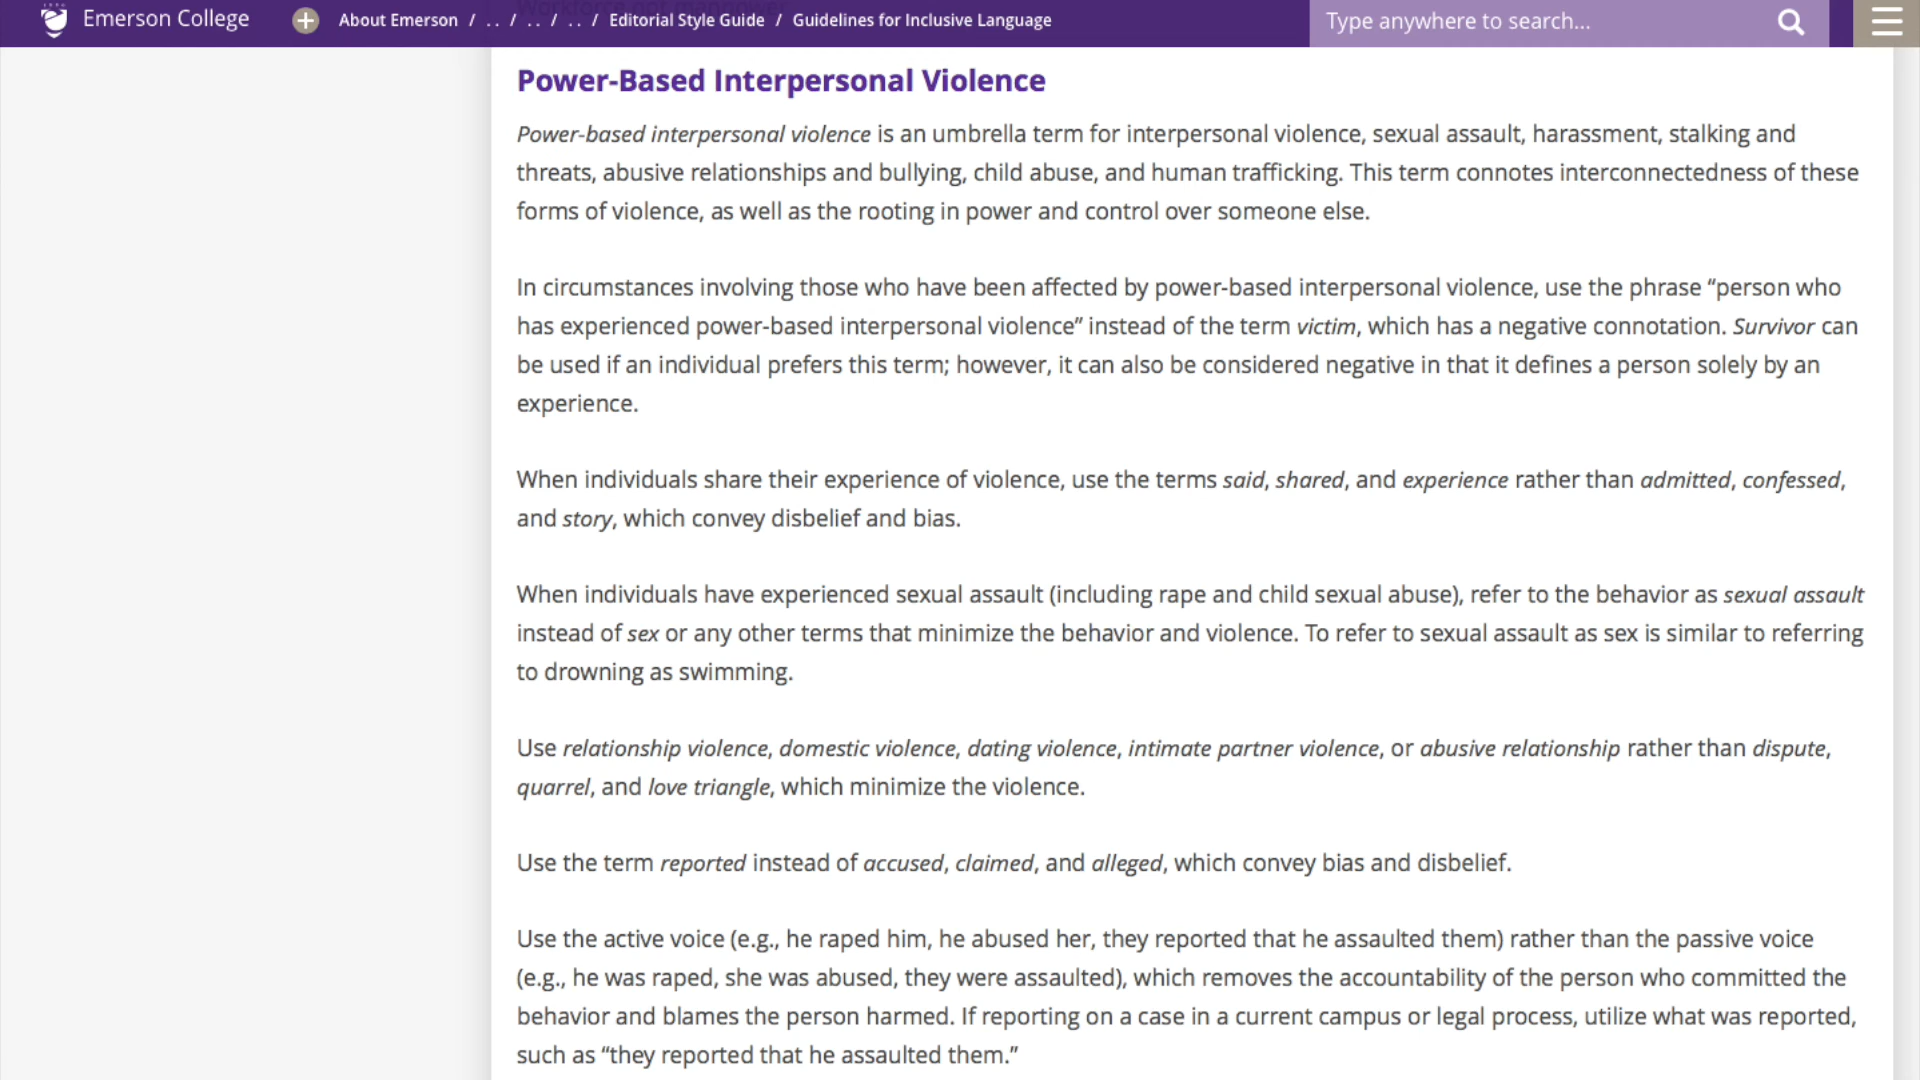 Workforce not manpower
Emerson College
About Emerson / . . / . . / . . / Editorial Style Guide / Guidelines for Inclusive Language
Type anywhere to search...
Power-Based Interpersonal Violence
Power-based interpersonal violence is an umbrella term for interpersonal violence, sexual assault, harassment, stalking and
threats, abusive relationships and bullying, child abuse, and human trafficking. This term connotes interconnectedness of these
forms of violence, as well as the rooting in power and control over someone else.
In circumstances involving those who have been affected by power-based interpersonal violence, use the phrase “person who
has experienced power-based interpersonal violence” instead of the term victim, which has a negative connotation. Survivor can
be used if an individual prefers this term; however, it can also be considered negative in that it defines a person solely by an
experience.
When individuals share their experience of violence, use the terms said, shared, and experience rather than admitted, confessed,
and story, which convey disbelief and bias.
When individuals have experienced sexual assault (including rape and child sexual abuse), refer to the behavior as sexual assault
instead of sex or any other terms that minimize the behavior and violence. To refer to sexual assault as sex is similar to referring
to drowning as swimming.
Use relationship violence, domestic violence, dating violence, intimate partner violence, or abusive relationship rather than dispute,
quarrel, and love triangle, which minimize the violence.
Use the term reported instead of accused, claimed, and alleged, which convey bias and disbelief.
Use the active voice (e.g., he raped him, he abused her, they reported that he assaulted them) rather than the passive voice
(e.g., he was raped, she was abused, they were assaulted), which removes the accountability of the person who committed the
behavior and blames the person harmed. If reporting on a case in a current campus or legal process, utilize what was reported,
such as “they reported that he assaulted them.”